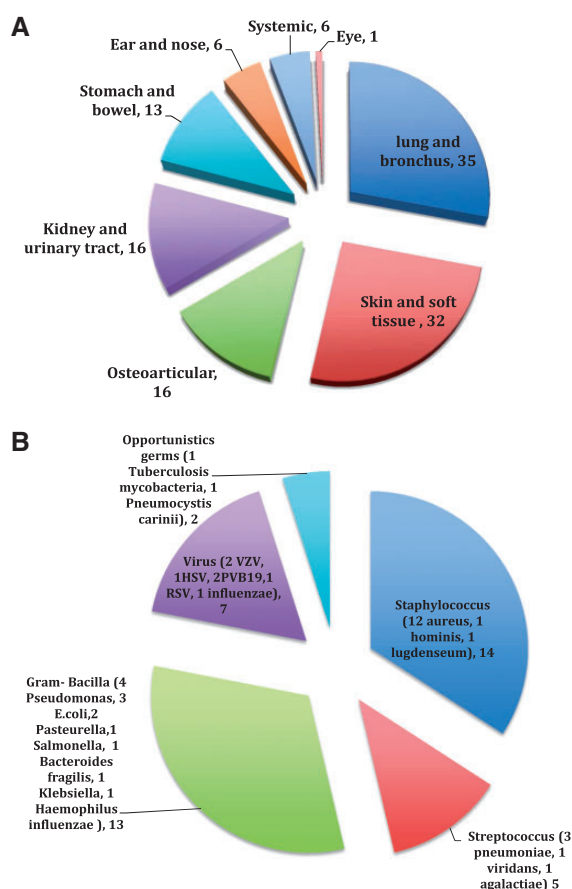 A
Systemic, 6
Eye, 1
Ear and nose, 6
Stomach and
bowel, 13
lung and
bronchus, 35
Kidney and
urinary tract, 16
Skin and soft
tissue , 32
Osteoarticular,
16
B
Opportunistics
germs (1
Tuberculosis
mycobacteria, 1
Pneumocystis
carinii), 2
Virus (2 VZV,
1HSV, 2PVB19,1
RSV, 1 influenzae),
7
Staphylococcus
(12 aureus, 1
hominis, 1
lugdenseum), 14
Gram- Bacilla (4
Pseudomonas, 3
E.coli,2
Pasteurella,1
Salmonella, 1
Bacteroides
fragilis, 1
Klebsiella, 1
Haemophilus
influenzae ), 13
Streptococcus (3
pneumoniae, 1
viridans, 1
agalactiae) 5